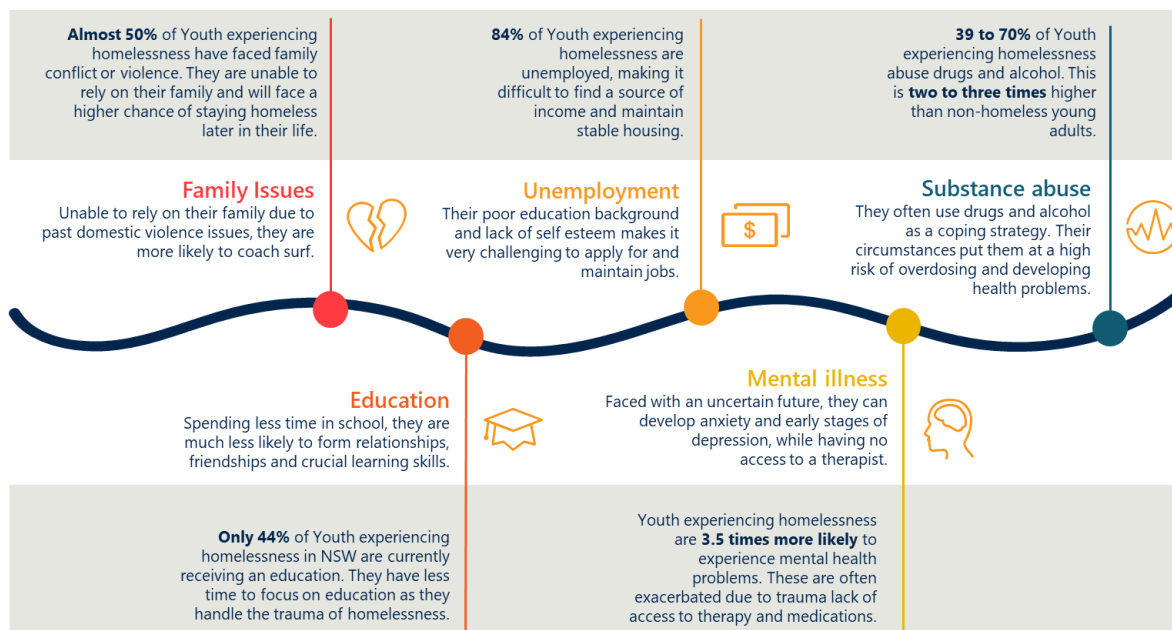 Almost 50% of Youth experiencing
homelessness have faced family
conflict or violence. They are unable to
rely on their family and will face a
higher chance of staying homeless
later in their life.
84% of Youth experiencing
homelessness are
unemployed, making it
difficult to find a source of
income and maintain
stable housing.
39 to 70% of Youth
experiencing homelessness
abuse drugs and alcohol. This
is two to three times higher
than non-homeless young
adults.
Family Issues
Unable to rely on their family due to
past domestic violence issues, they are
more likely to coach surf.
Unemployment
Their poor education background
and lack of self esteem makes it
very challenging to apply for and
maintain jobs.
$
Substance abuse
They often use drugs and alcohol
as a coping strategy. Their
circumstances put them at a high
risk of overdosing and developing
health problems.
Education
Spending less time in school, they are
much less likely to form relationships,
friendships and crucial learning skills.
Mental illness
Faced with an uncertain future, they can
develop anxiety and early stages of
depression, while having no
access to a therapist.
Only 44% of Youth experiencing
homelessness in NSW are currently
receiving an education. They have less
time to focus on education as they
handle the trauma of homelessness.
Youth experiencing homelessness
are 3.5 times more likely to
experience mental health
problems. These are often
exacerbated due to trauma lack of
access to therapy and medications.